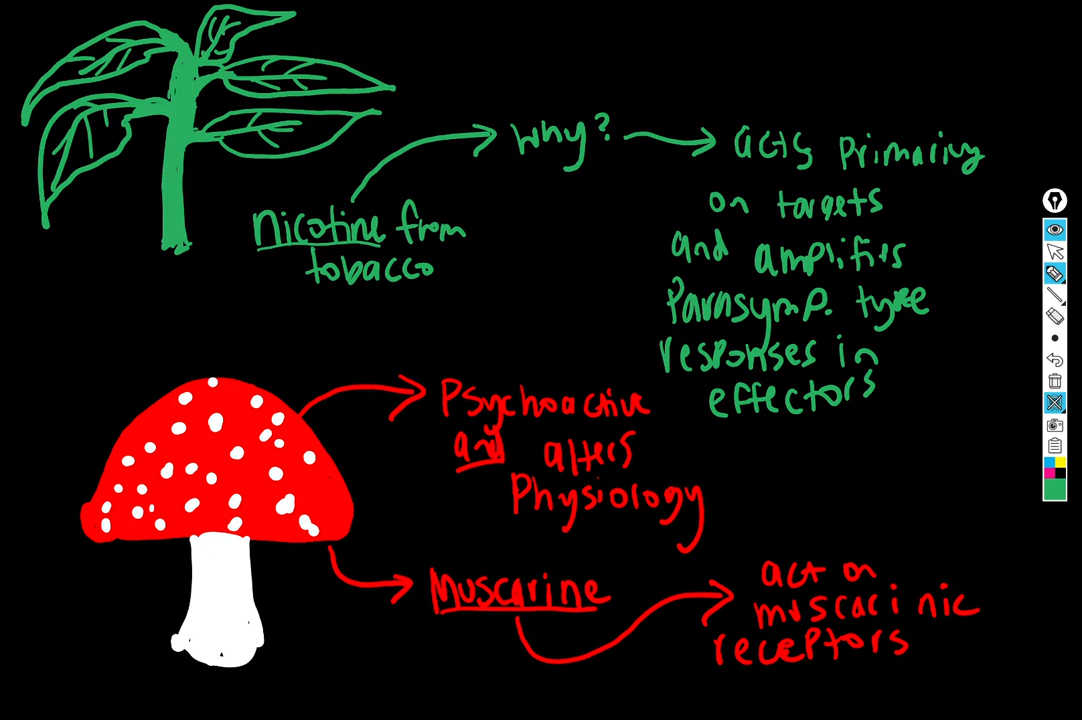 Why?
acts primarily
on targets
and amplifies
Parasymp. type
responses in
effectors
Nicotine from
tobacco
Psychoactive
and alters
Physiology
Muscarine
act on
muscarinic
receptors